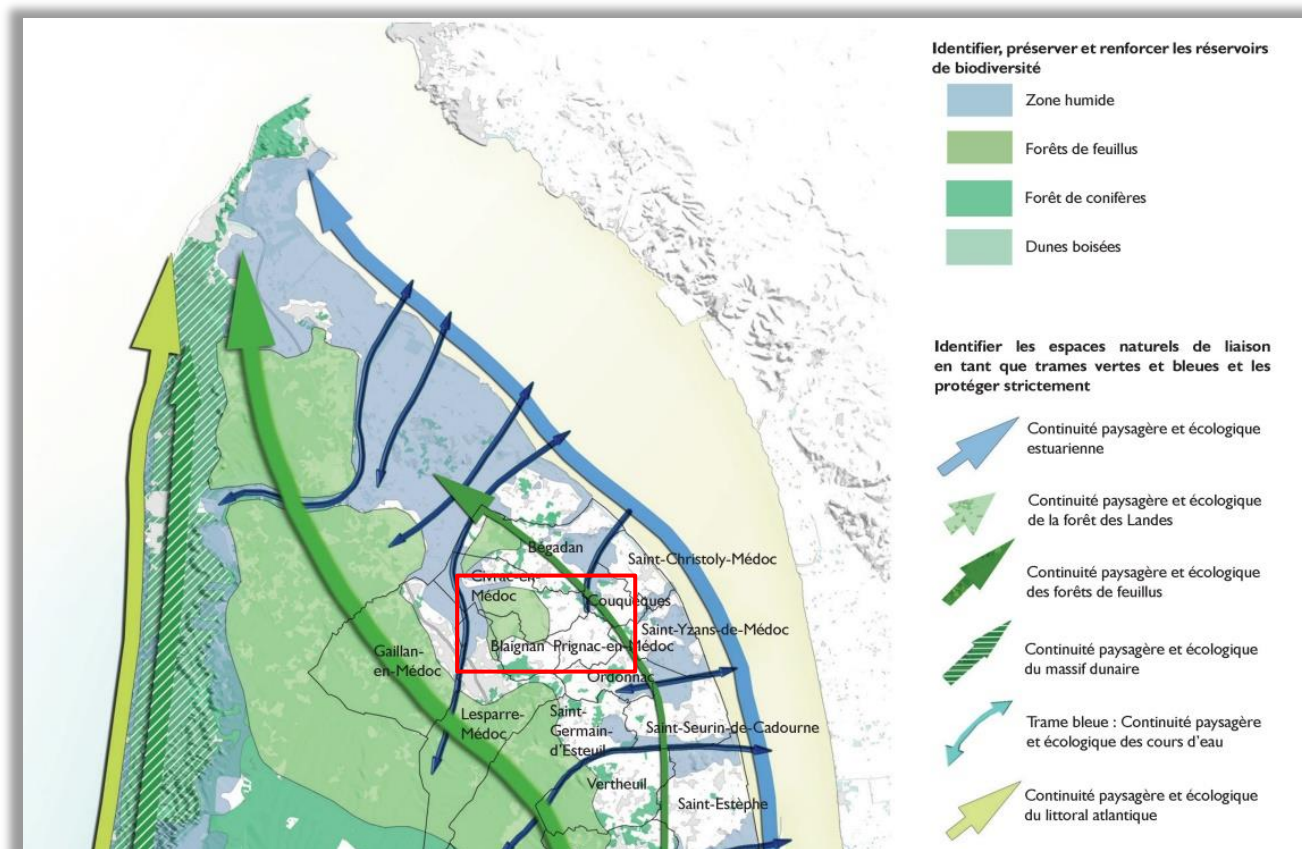 Identifier, préserver et renforcer les réservoirs
de biodiversité
Zone humide
Forêts de feuillus
Forêt de conifères
Dunes boisées
Identifier les espaces naturels de liaison
en tant que trames vertes et bleues et les
protéger strictement
Continuité paysagère et écologique
estuarienne
Continuité paysagère et écologique
de la forêt des Landes
Continuité paysagère et écologique
des forêts de feuillus
Continuité paysagère et écologique
du massif dunaire
Trame bleue : Continuité paysagère
et écologique des cours d'eau
Continuité paysagère et écologique
du littoral atlantique
Bégadan
Saint-Christoly-Médoc
Civrac-en-
Médoc
Couquèques
Saint-Yzans-de-Médoc
Blaignan
Prignac-en-Médoc
Gaillan-
en-Médoc
Ordonnac
Lesparre-
Médoc
Saint-
Germain-
d'Esteuil
Saint-Seurin-de-Cadourne
Vertheuil
Saint-Estèphe